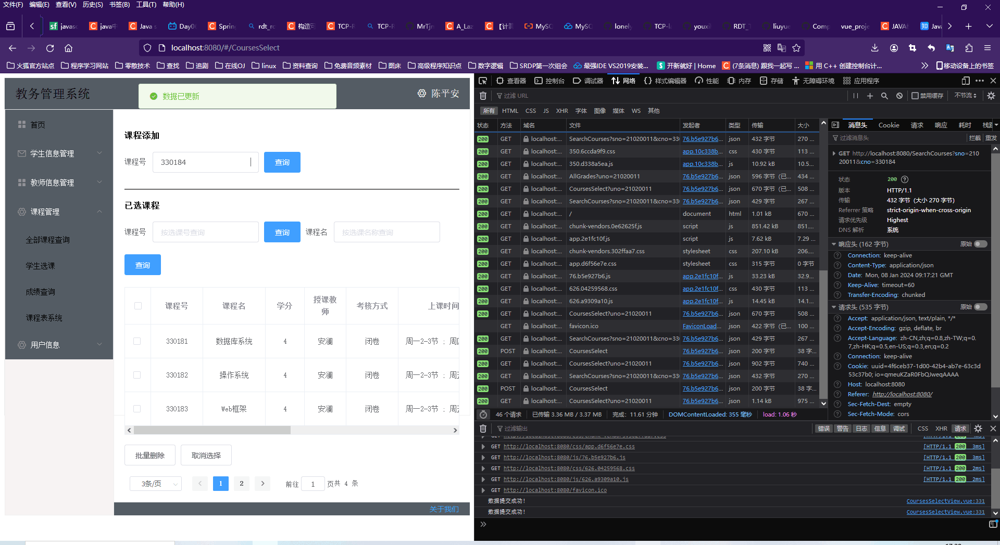 文件(F) 编辑(E) 查看(V) 历史(S) 书签(B) 工具(T) 帮助(H)
javas java Java s Day0 Sprin rdt_rc 构造 TCP-R TCP-P MrTjn A_Laz 【计算 MyS MyS lonely TCP-l youxi RDT_ liuyu Comp vue_proje JAVA Java
localhost:8080/#/CoursesSelect
火狐官方站点 程序学习网站 零散技术 查找 追剧 在线OJ linux 资料查询 免费音频素材 图床 高级程序知识点 数字逻辑 SRDP第一次组会 最强IDE VS2019安装... 开新就好 | Home (7条消息) 跟我一起写 ... 用 C++ 创建控制台计... 移动设备上的书签
教务管理系统
数据已更新
陈平安
首页
学生信息管理
教师信息管理
课程管理
全部课程查询
学生选课
成绩查询
课程表系统
用户信息
课程添加
课程号 330184 查询
已选课程
课程号 按选课号查询 查询 课程名 按选课名称查询
查询
课程号 课程名 学分 授课教师 考核方式 上课时间
330181 数据库系统 4 安澜 闭卷 周一2-3节 ; 周四
330182 操作系统 4 安澜 闭卷 周一2-3节 ; 周五
330183 Web框架 4 安澜 闭卷 周一2-3节 ; 周五
批量删除 取消选择
3条/页 1 2 前往 1 页共 4 条
关于我们
查看器 控制台 调试器 网络 样式编辑器 性能 内存 存储 无障碍环境 应用程序
过滤 URL 禁用缓存 不节流
所有 HTML CSS JS XHR 字体 图像 媒体 WS 其他
状态 方法 域名 文件 发起者 类型 传输 大小
200 GET localhost:... SearchCourses?sno=21020011&cno=33 76.b5e927b6... json 432 字节 270 ...
200 GET localhost:... 350.6ccda9f9.css app.10c338b... css 430 字节 113 ...
200 GET localhost:... 350.d338a5ea.js app.10c338b... js 10.92 kB 10.5...
200 GET localhost:... AllGrades?uno=21020011 76.b5e927b6... json 596 字节 (已... 434 ...
200 GET localhost:... CoursesSelect?uno=21020011 76.b5e927b6... json 670 字节 (已... 508 ...
200 GET localhost:... SearchCourses?sno=21020011&cno=33 76.b5e927b6... json 429 字节 267 ...
200 GET localhost:... / document html 1.01 kB 670 ...
200 GET localhost:... chunk-vendors.0e62625f.js script js 851.42 kB 851....
200 GET localhost:... app.2e1fc10f.js script js 7.62 kB 7.29 ...
200 GET localhost:... chunk-vendors.302ffaa7.css stylesheet css 207.10 kB 206....
200 GET localhost:... app.d6f56e7e.css stylesheet css 315 字节 0 字节
200 GET localhost:... 76.b5e927b6.js app.2e1fc10f... js 33.23 kB 32.9...
200 GET localhost:... 626.04259568.css app.2e1fc10f... css 430 字节 113 ...
200 GET localhost:... 626.a9309a10.js app.2e1fc10f... js 14.45 kB 14.1...
200 GET localhost:... CoursesSelect?uno=21020011 76.b5e927b6... json 670 字节 508 ...
GET localhost:... favicon.ico FaviconLoad... json 422 字节 (已... 100 ...
200 GET localhost:... SearchCourses?sno=21020011&cno=33 76.b5e927b6... json 429 字节 267 ...
200 POST localhost:... CoursesSelect 76.b5e927b6... json 200 字节 38 字...
200 GET localhost:... CoursesSelect?uno=21020011 76.b5e927b6... json 902 字节 740 ...
200 GET localhost:... SearchCourses?sno=21020011&cno=33 76.b5e927b6... json 432 字节 270 ...
200 POST localhost:... CoursesSelect 76.b5e927b6... json 200 字节 38 字...
200 GET localhost:... CoursesSelect?uno=21020011 76.b5e927b6... json 1.14 kB 975 ...
46 个请求 已传输 3.36 MB / 3.37 MB 完成: 11.61 分钟 DOMContentLoaded: 355 毫秒 load: 1.06 秒
消息头 Cookie 请求 响应 耗时 栈跟
过滤消息头 拦截 重发
GET http://localhost:8080/SearchCourses?sno=210
20011&cno=330184
状态 200
版本 HTTP/1.1
传输 432 字节 (大小 270 字节)
Referrer 策略 strict-origin-when-cross-origin
请求优先级 Highest
DNS 解析 系统
响应头 (162 字节) 原始
Connection: keep-alive
Content-Type: application/json
Date: Mon, 08 Jan 2024 09:17:21 GMT
Keep-Alive: timeout=60
Transfer-Encoding: chunked
请求头 (535 字节) 原始
Accept: application/json, text/plain, */*
Accept-Encoding: gzip, deflate, br
Accept-Language: zh-CN,zh;q=0.8,zh-TW;q=0.
7,zh-HK;q=0.5,en-US;q=0.3,en;q=0.2
Connection: keep-alive
Cookie: uuid=4f6ceb37-1d00-42b4-ab7e-63c3d
53c37b0; io=qmeuKZaR0FbQJweqAAAA
Host: localhost:8080
Referer: http://localhost:8080/
Sec-Fetch-Dest: empty
Sec-Fetch-Mode: cors
过滤输出 错误 警告 日志 信息 调试 CSS XHR 请求
GET http://localhost:8080/css/chunk-vendors.302ffaa7.css [HTTP/1.1 200 4ms]
GET http://localhost:8080/css/app.d6f56e7e.css [HTTP/1.1 200 3ms]
GET http://localhost:8080/js/76.b5e927b6.js [HTTP/1.1 200 3ms]
GET http://localhost:8080/css/626.04259568.css [HTTP/1.1 200 2ms]
GET http://localhost:8080/js/626.a9309a10.js [HTTP/1.1 200 2ms]
GET http://localhost:8080/favicon.ico
数据提交成功! CoursesSelectView.vue:331
数据提交成功! CoursesSelectView.vue:331